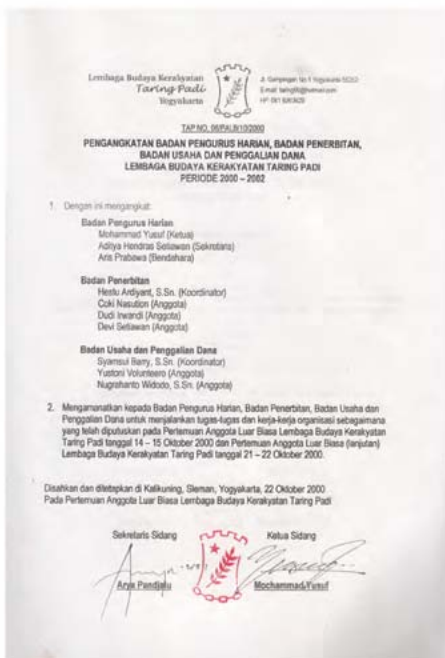 Lembaga Budaya Kerakyatan
Taring Padi
Yogyakarta
Jl. Gampingan No 1 Yogyakarta
TAP NO. 06/PALB/10/2000
PENGANGKATAN BADAN PENGURUS HARIAN, BADAN PENERBITAN,
BADAN USAHA DAN PENGGALIAN DANA
LEMBAGA BUDAYA KERAKYATAN TARING PADI
PERIODE 2000 – 2002
1. Dengan ini mengangkat:
Badan Pengurus Harian
Mohammad Yusuf (Ketua)
Aditya Hendras Setiawan (Sekretaris)
Aris Prabawa (Bendahara)
Badan Penerbitan
Hestu Ardiyant, S.Sn. (Koordinator)
Coki Nasution (Anggota)
Dudi Irwandi (Anggota)
Devi Setiawan (Anggota)
Badan Usaha dan Penggalian Dana
Syamsul Barry, S.Sn. (Koordinator)
Yustoni Volunteero (Anggota)
Nugrahanto Widodo, S.Sn. (Anggota)
2. Mengamanatkan kepada Badan Pengurus Harian, Badan Penerbitan, Badan Usaha dan
Penggalian Dana untuk menjalankan tugas-tugas dan kerja-kerja organisasi sebagaimana
yang telah diputuskan pada Pertemuan Anggota Luar Biasa Lembaga Budaya Kerakyatan
Taring Padi tanggal 14 – 15 Oktober 2000 dan Pertemuan Anggota Luar Biasa (lanjutan)
Lembaga Budaya Kerakyatan Taring Padi tanggal 21 – 22 Oktober 2000.
Disahkan dan ditetapkan di Kalikuning, Sleman, Yogyakarta, 22 Oktober 2000
Pada Pertemuan Anggota Luar Biasa Lembaga Budaya Kerakyatan Taring Padi
Sekretaris Sidang Ketua Sidang
Arya Pandjalu Mochammad Yusuf